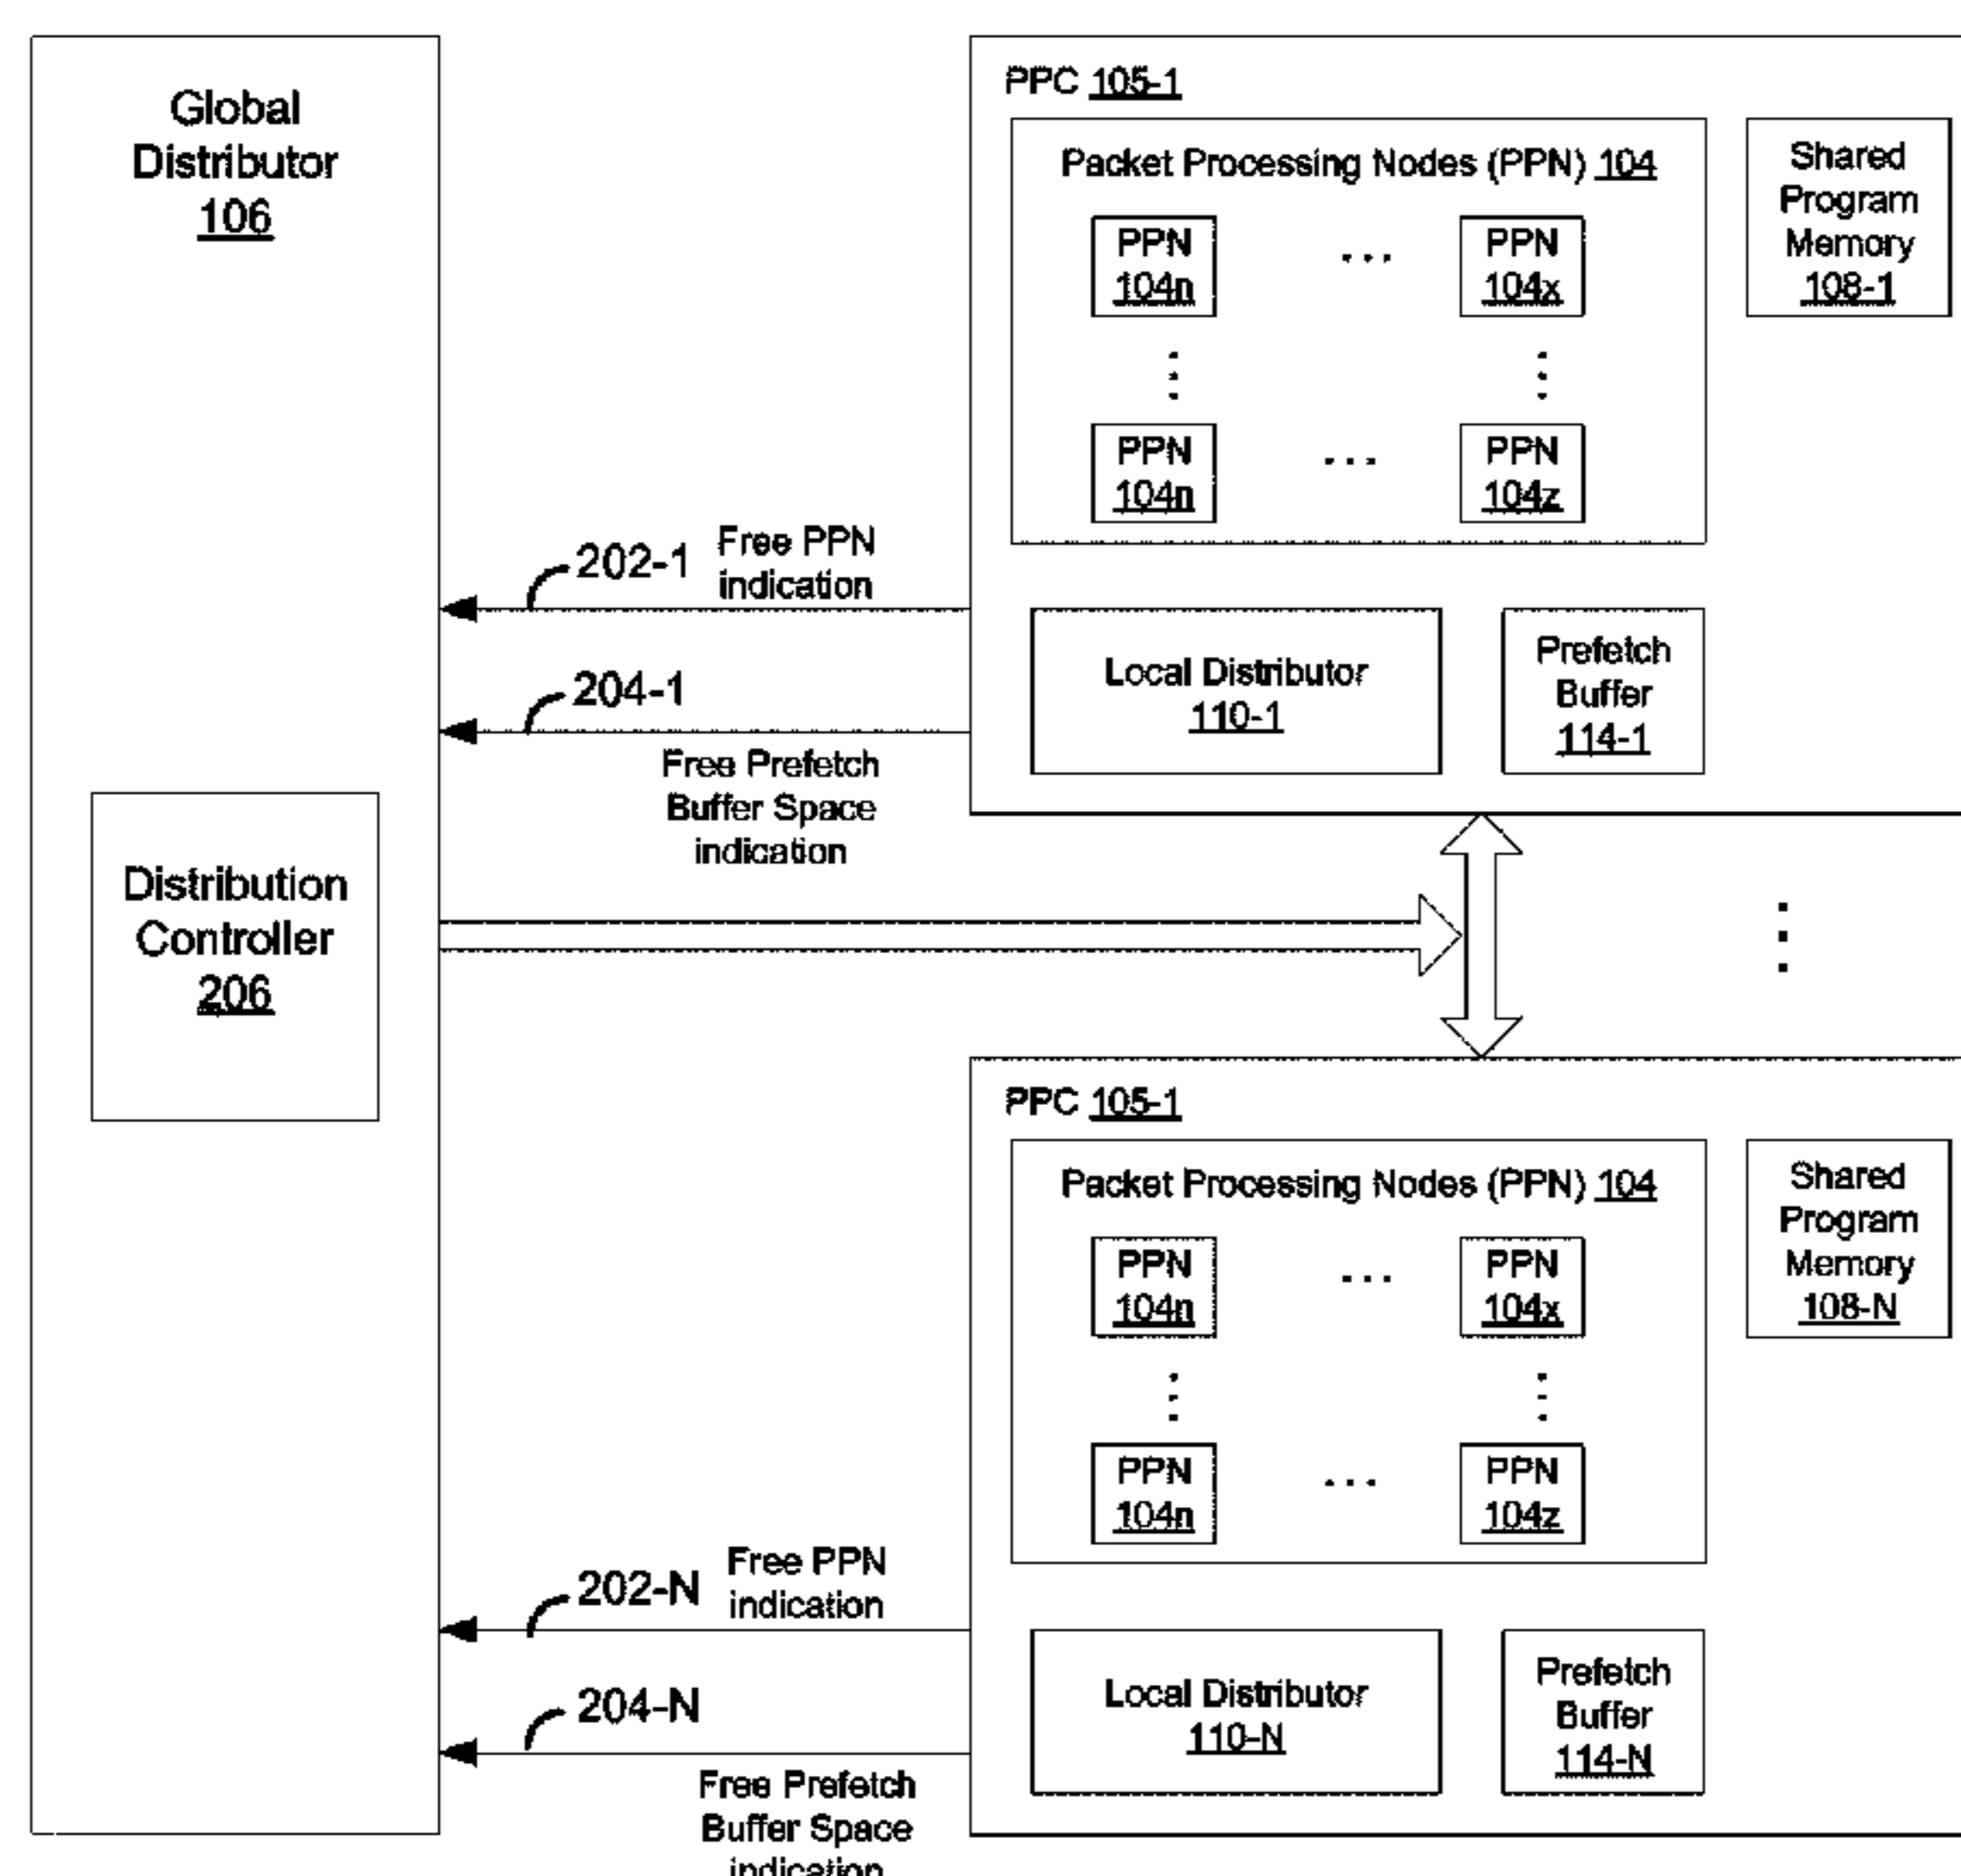 Global
Distributor
106
Distribution
Controller
206
202-1
Free PPN
indication
204-1
Free Prefetch
Buffer Space
indication
PPC 105-1
Packet Processing Nodes (PPN) 104
PPN
104n
...
PPN
104x
PPN
104n
...
PPN
104z
Shared
Program
Memory
108-1
Local Distributor
110-1
Prefetch
Buffer
114-1
202-N
Free PPN
indication
204-N
Free Prefetch
Buffer Space
indication
PPC 105-1
Packet Processing Nodes (PPN) 104
PPN
104n
...
PPN
104x
PPN
104n
...
PPN
104z
Shared
Program
Memory
108-N
Local Distributor
110-N
Prefetch
Buffer
114-N